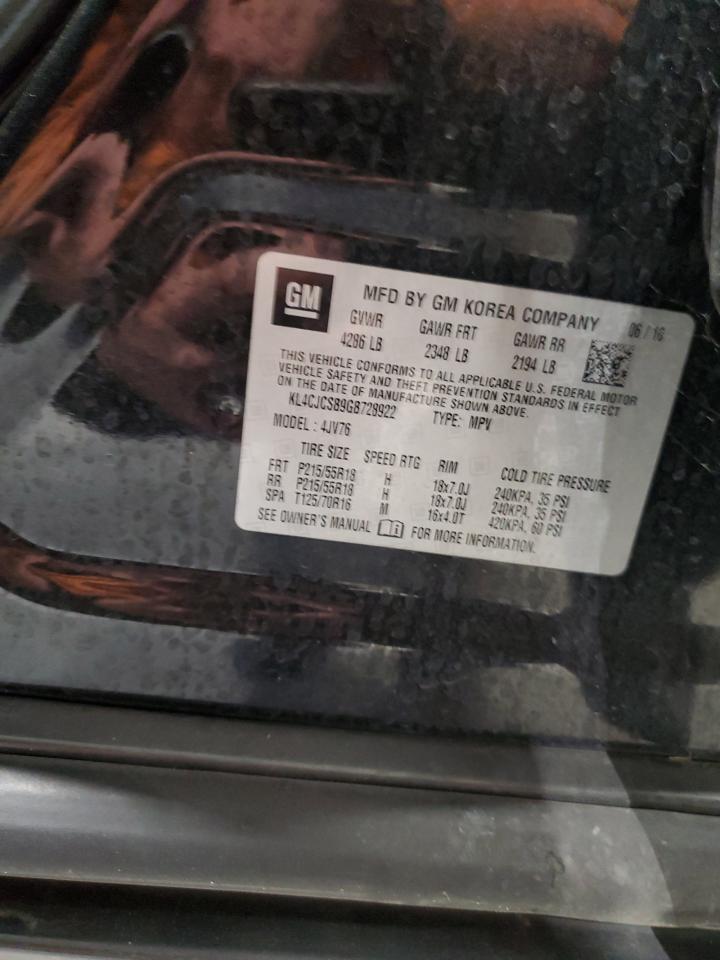 GM
MFD BY GM KOREA COMPANY 06 / 16
GVWR GAWR FRT GAWR RR
4286 LB 2348 LB 2194 LB
THIS VEHICLE CONFORMS TO ALL APPLICABLE U.S. FEDERAL MOTOR
VEHICLE SAFETY AND THEFT PREVENTION STANDARDS IN EFFECT
ON THE DATE OF MANUFACTURE SHOWN ABOVE.
KL4CJCSB9GB728922 TYPE: MPV
MODEL : 4JV76
TIRE SIZE SPEED RTG RIM COLD TIRE PRESSURE
FRT P215/55R18 H 18x7.0J 240KPA, 35 PSI
RR P215/55R18 H 18x7.0J 240KPA, 35 PSI
SPA T125/70R16 M 16x4.0T 420KPA, 60 PSI
SEE OWNER'S MANUAL FOR MORE INFORMATION.